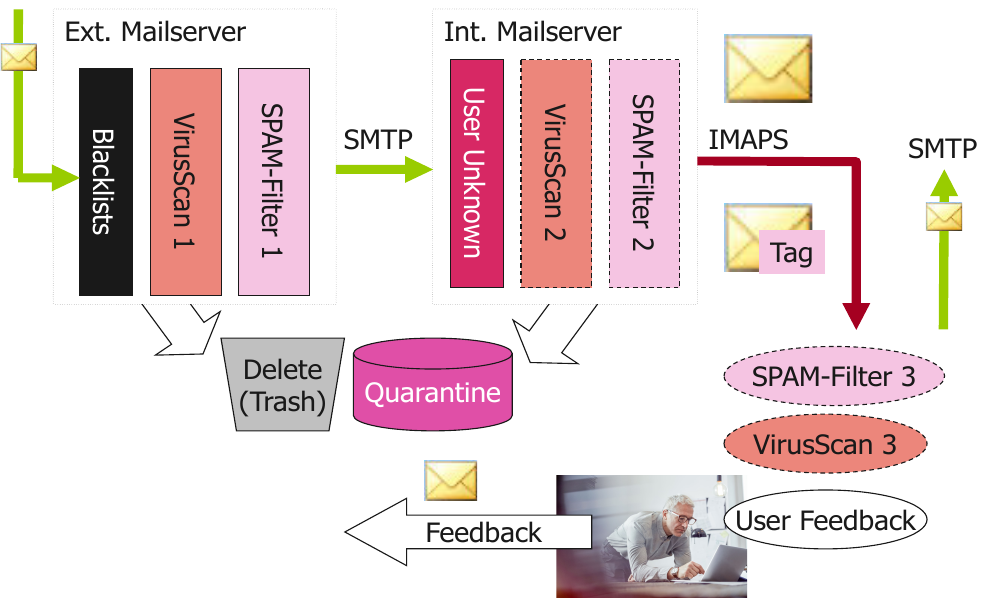 Ext. Mailserver
Blacklists
VirusScan 1
SPAM-Filter 1
SMTP
Int. Mailserver
User Unknown
VirusScan 2
SPAM-Filter 2
IMAPS
Tag
SMTP
Delete
(Trash)
Quarantine
SPAM-Filter 3
VirusScan 3
User Feedback
Feedback